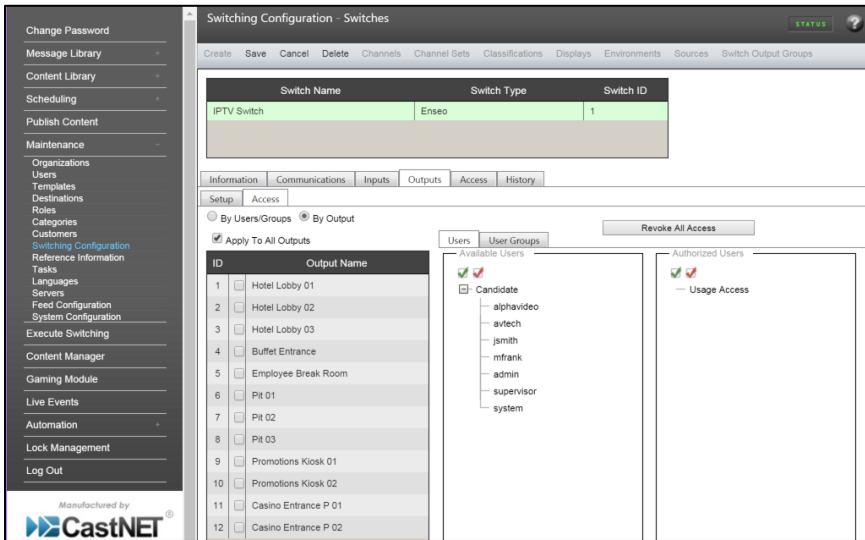 Switching Configuration - Switches
STATUS
?
Change Password
Message Library +
Content Library +
Scheduling +
Publish Content
Maintenance -
Organizations
Users
Templates
Destinations
Roles
Categories
Customers
Switching Configuration
Reference Information
Tasks
Languages
Servers
Feed Configuration
System Configuration
Execute Switching
Content Manager
Gaming Module
Live Events
Automation +
Lock Management
Log Out
Manufactured by
CastNET®
Create Save Cancel Delete Channels Channel Sets Classifications Displays Environments Sources Switch Output Groups
Switch Name Switch Type Switch ID
IPTV Switch Enseo 1
Information Communications Inputs Outputs Access History
Setup Access
By Users/Groups By Output
Apply To All Outputs
Revoke All Access
ID Output Name
1 Hotel Lobby 01
2 Hotel Lobby 02
3 Hotel Lobby 03
4 Buffet Entrance
5 Employee Break Room
6 Pit 01
7 Pit 02
8 Pit 03
9 Promotions Kiosk 01
10 Promotions Kiosk 02
11 Casino Entrance P 01
12 Casino Entrance P 02
Users User Groups
Available Users
Candidate
alphavideo
avtech
jsmith
mfrank
admin
supervisor
system
Authorized Users
Usage Access